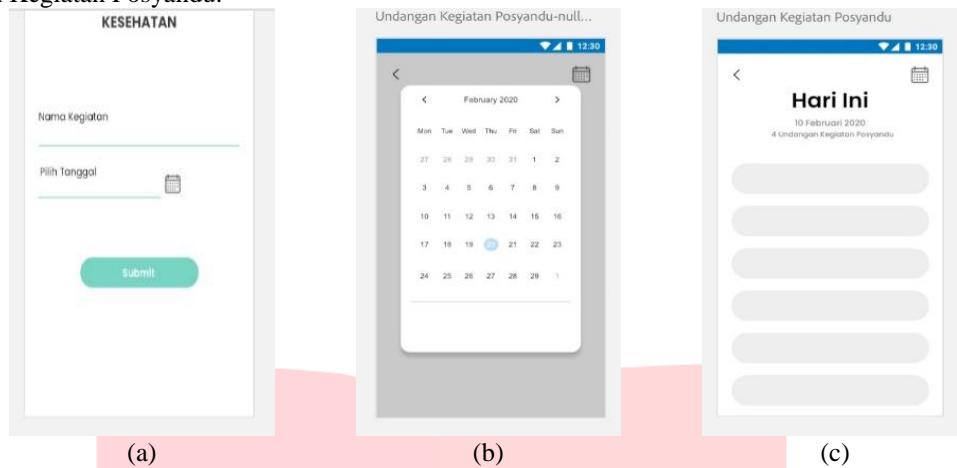 Kegiatan Posyandu.
KESEHATAN
Nama Kegiatan
Pilih Tanggal
Submit
(a)
Undangan Kegiatan Posyandu-null...
12:30
February 2020
Mon Tue Wed Thu Fri Sat Sun
27 28 29 30 31 1 2
3 4 5 6 7 8 9
10 11 12 13 14 15 16
17 18 19 20 21 22 23
24 25 26 27 28 29 1
(b)
Undangan Kegiatan Posyandu
12:30
Hari Ini
10 Februari 2020
4 Undangan Kegiatan Posyandu
(c)